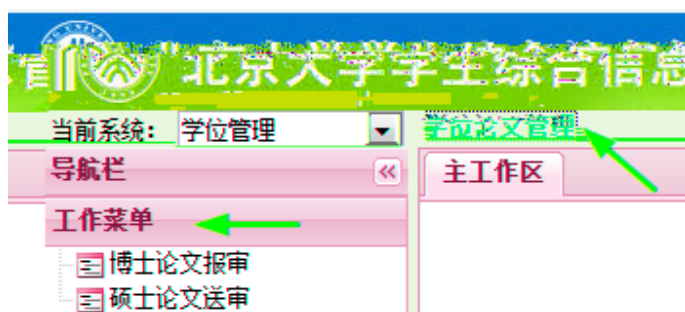 北京大学学生综合信息
当前系统： 学位管理 学位论文管理
导航栏 主工作区
工作菜单
博士论文报审
硕士论文送审